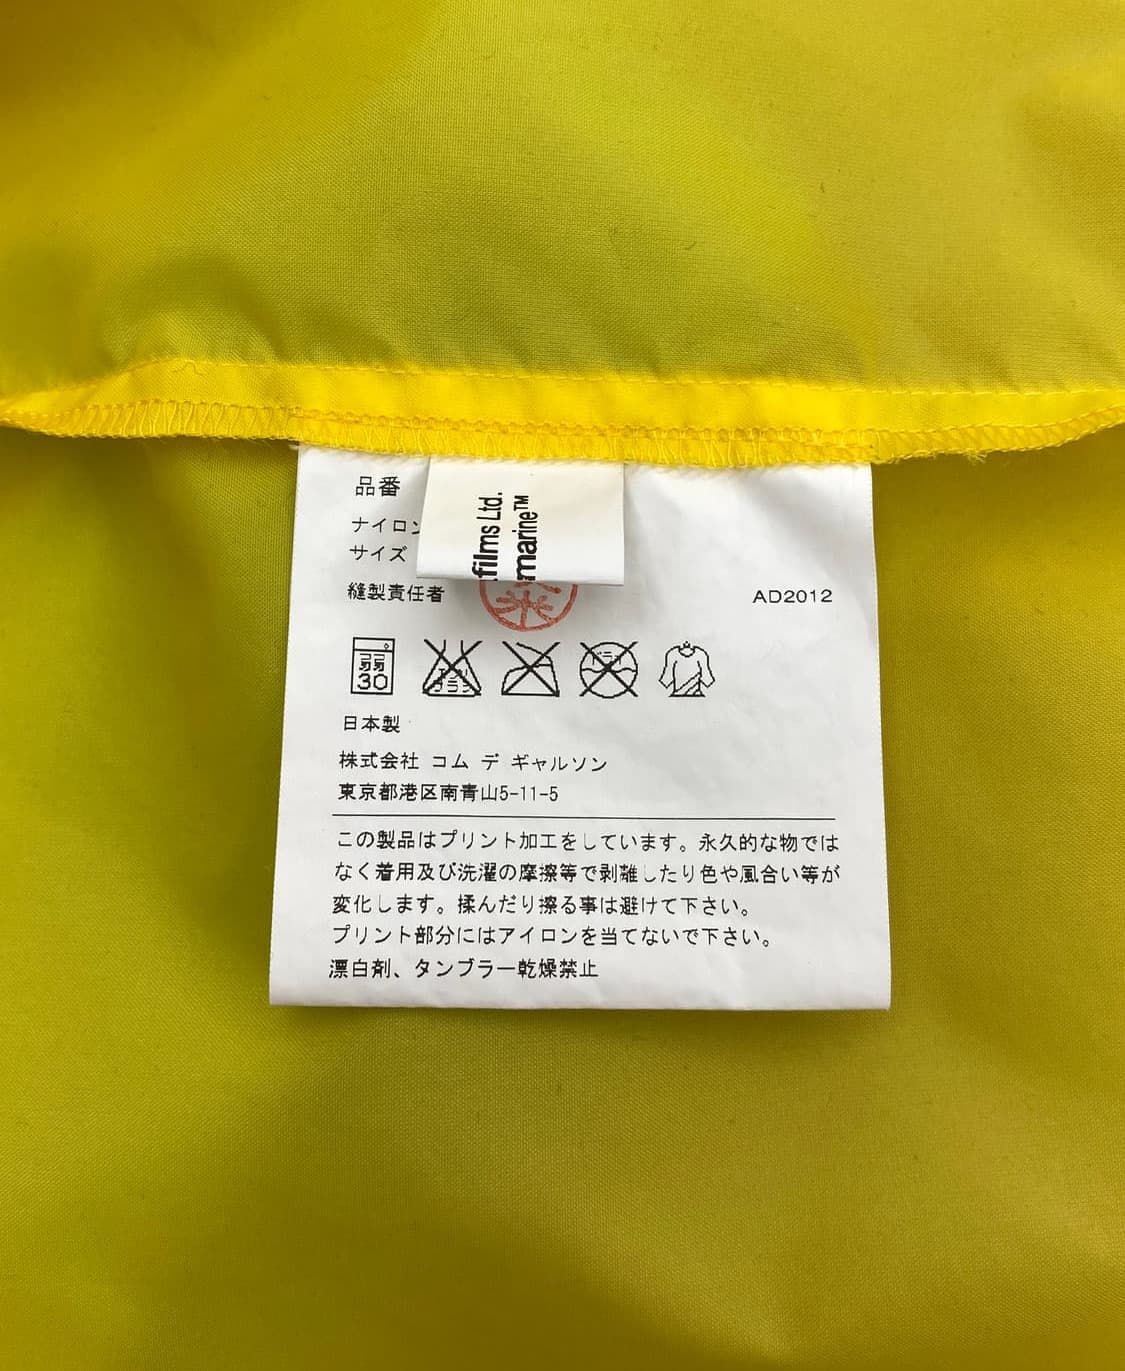 品番
ナイロン
サイズ
films Ltd.
marine™
縫製責任者 AD2012
弱
30
日本製
株式会社 コム デ ギャルソン
東京都港区南青山5-11-5
この製品はプリント加工をしています。永久的な物では
なく着用及び洗濯の摩擦等で剥離したり色や風合い等が
変化します。揉んだり擦る事は避けて下さい。
プリント部分にはアイロンを当てないで下さい。
漂白剤、タンブラー乾燥禁止